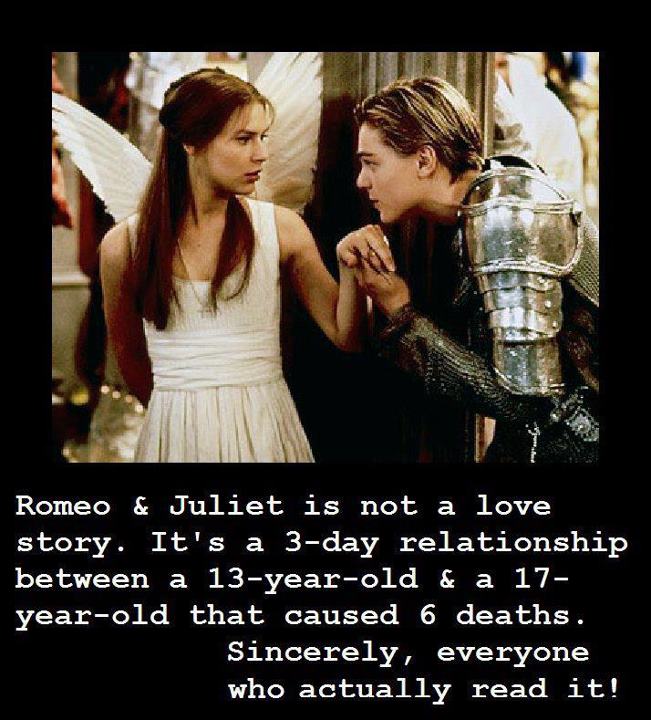 Romeo & Juliet is not a love
story. It's a 3-day relationship
between a 13-year-old & a 17-
year-old that caused 6 deaths.
Sincerely, everyone
who actually read it!